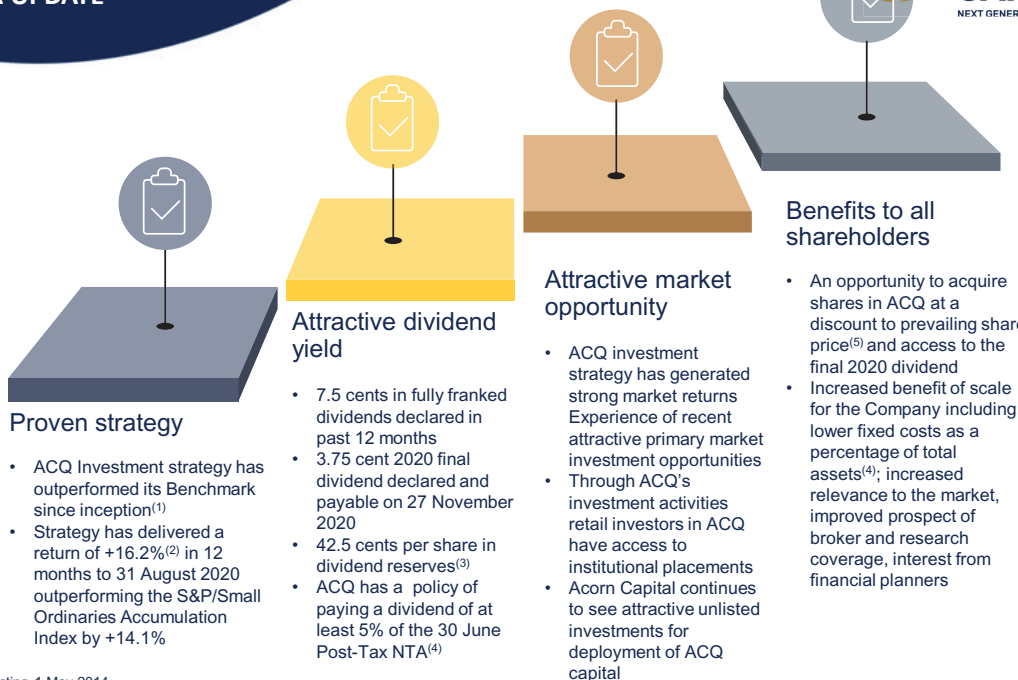 UPDATE
NEXT GENER
Proven strategy
• ACQ Investment strategy has
outperformed its Benchmark
since inception(1)
• Strategy has delivered a
return of +16.2%(2) in 12
months to 31 August 2020
outperforming the S&P/Small
Ordinaries Accumulation
Index by +14.1%
Attractive dividend
yield
• 7.5 cents in fully franked
dividends declared in
past 12 months
• 3.75 cent 2020 final
dividend declared and
payable on 27 November
2020
• 42.5 cents per share in
dividend reserves(3)
• ACQ has a policy of
paying a dividend of at
least 5% of the 30 June
Post-Tax NTA(4)
Attractive market
opportunity
• ACQ investment
strategy has generated
strong market returns
Experience of recent
attractive primary market
investment opportunities
• Through ACQ's
investment activities
retail investors in ACQ
have access to
institutional placements
• Acorn Capital continues
to see attractive unlisted
investments for
deployment of ACQ
capital
Benefits to all
shareholders
• An opportunity to acquire
shares in ACQ at a
discount to prevailing share
price(5) and access to the
final 2020 dividend
• Increased benefit of scale
for the Company including
lower fixed costs as a
percentage of total
assets(4); increased
relevance to the market,
improved prospect of
broker and research
coverage, interest from
financial planners
1 May 2014